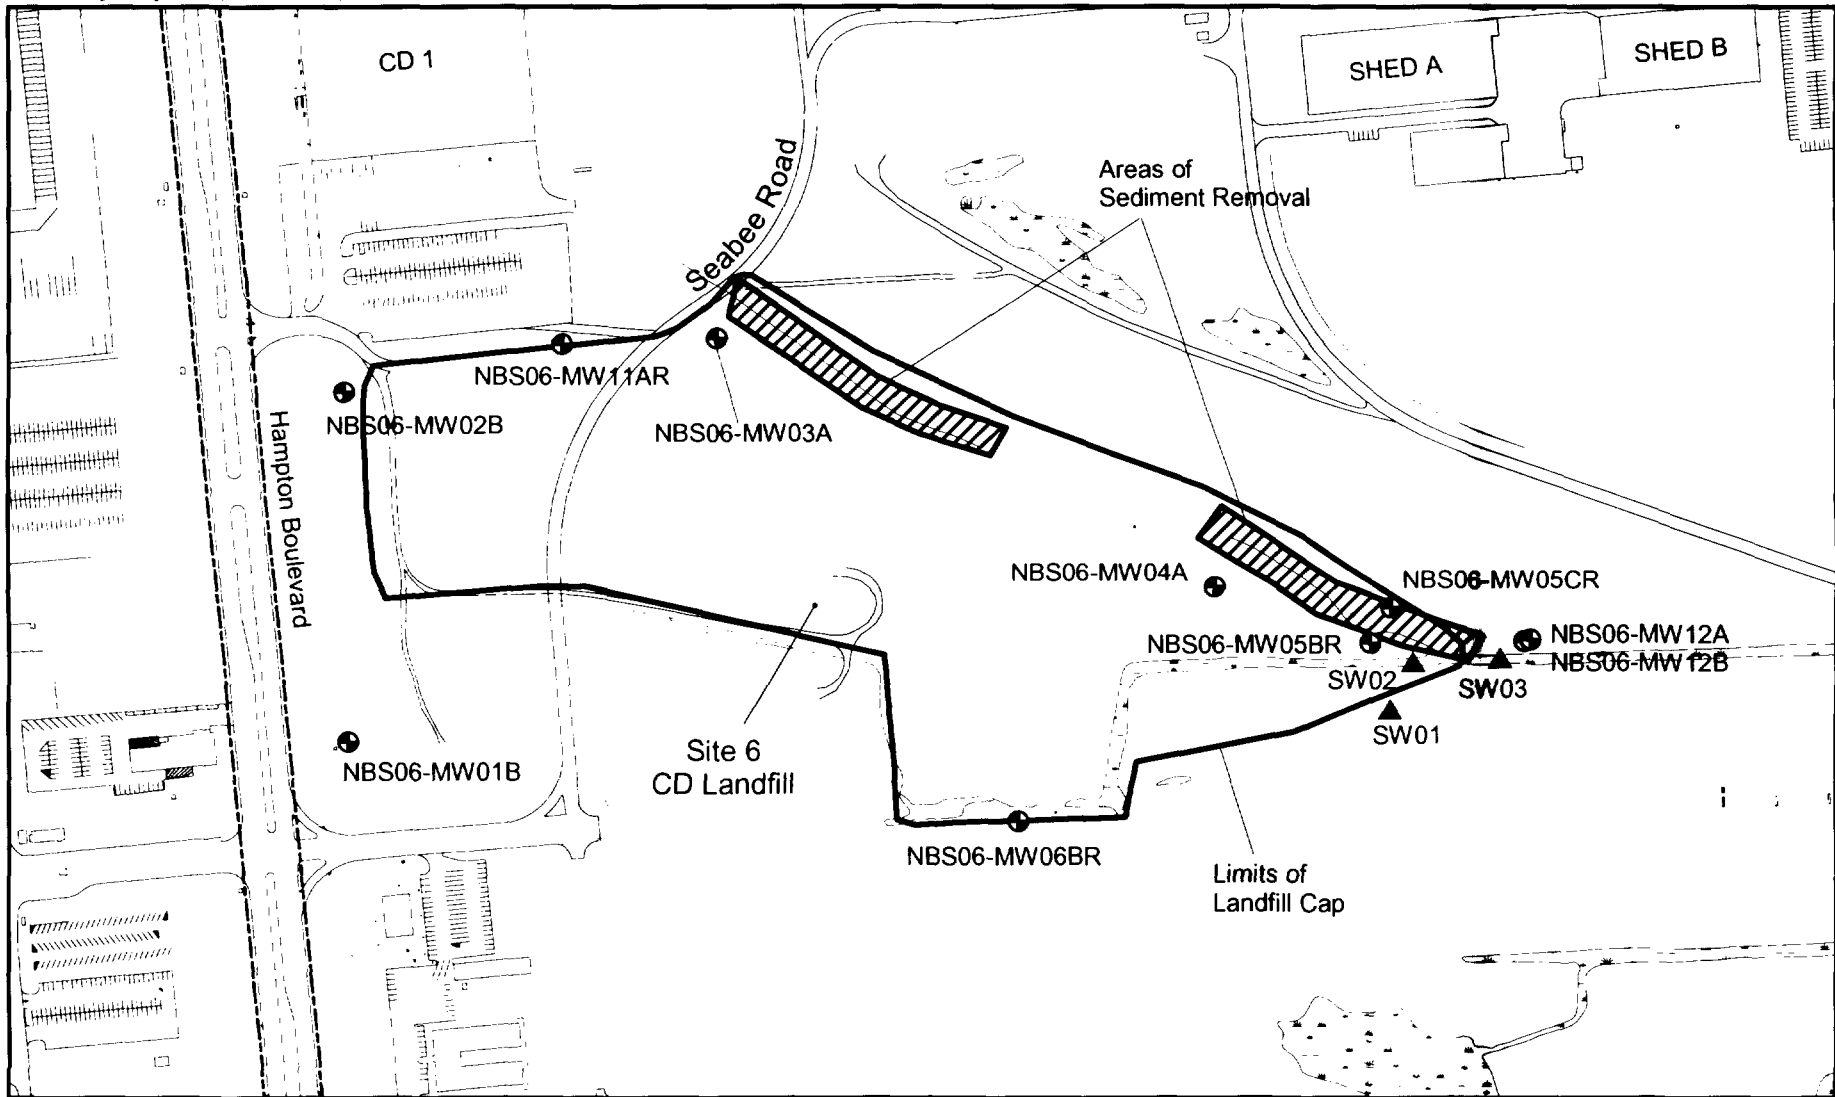 CD 1
SHED A
SHED B
Areas of
Sediment Removal
Seabee Road
NBS06-MW11AR
NBS06-MW02B
NBS06-MW03A
Hampton Boulevard
NBS06-MW04A
NBS06-MW05CR
NBS06-MW12A
NBS06-MW05BR
NBS06-MW12B
SW02
SW03
SW01
Site 6
CD Landfill
NBS06-MW01B
NBS06-MW06BR
Limits of
Landfill Cap